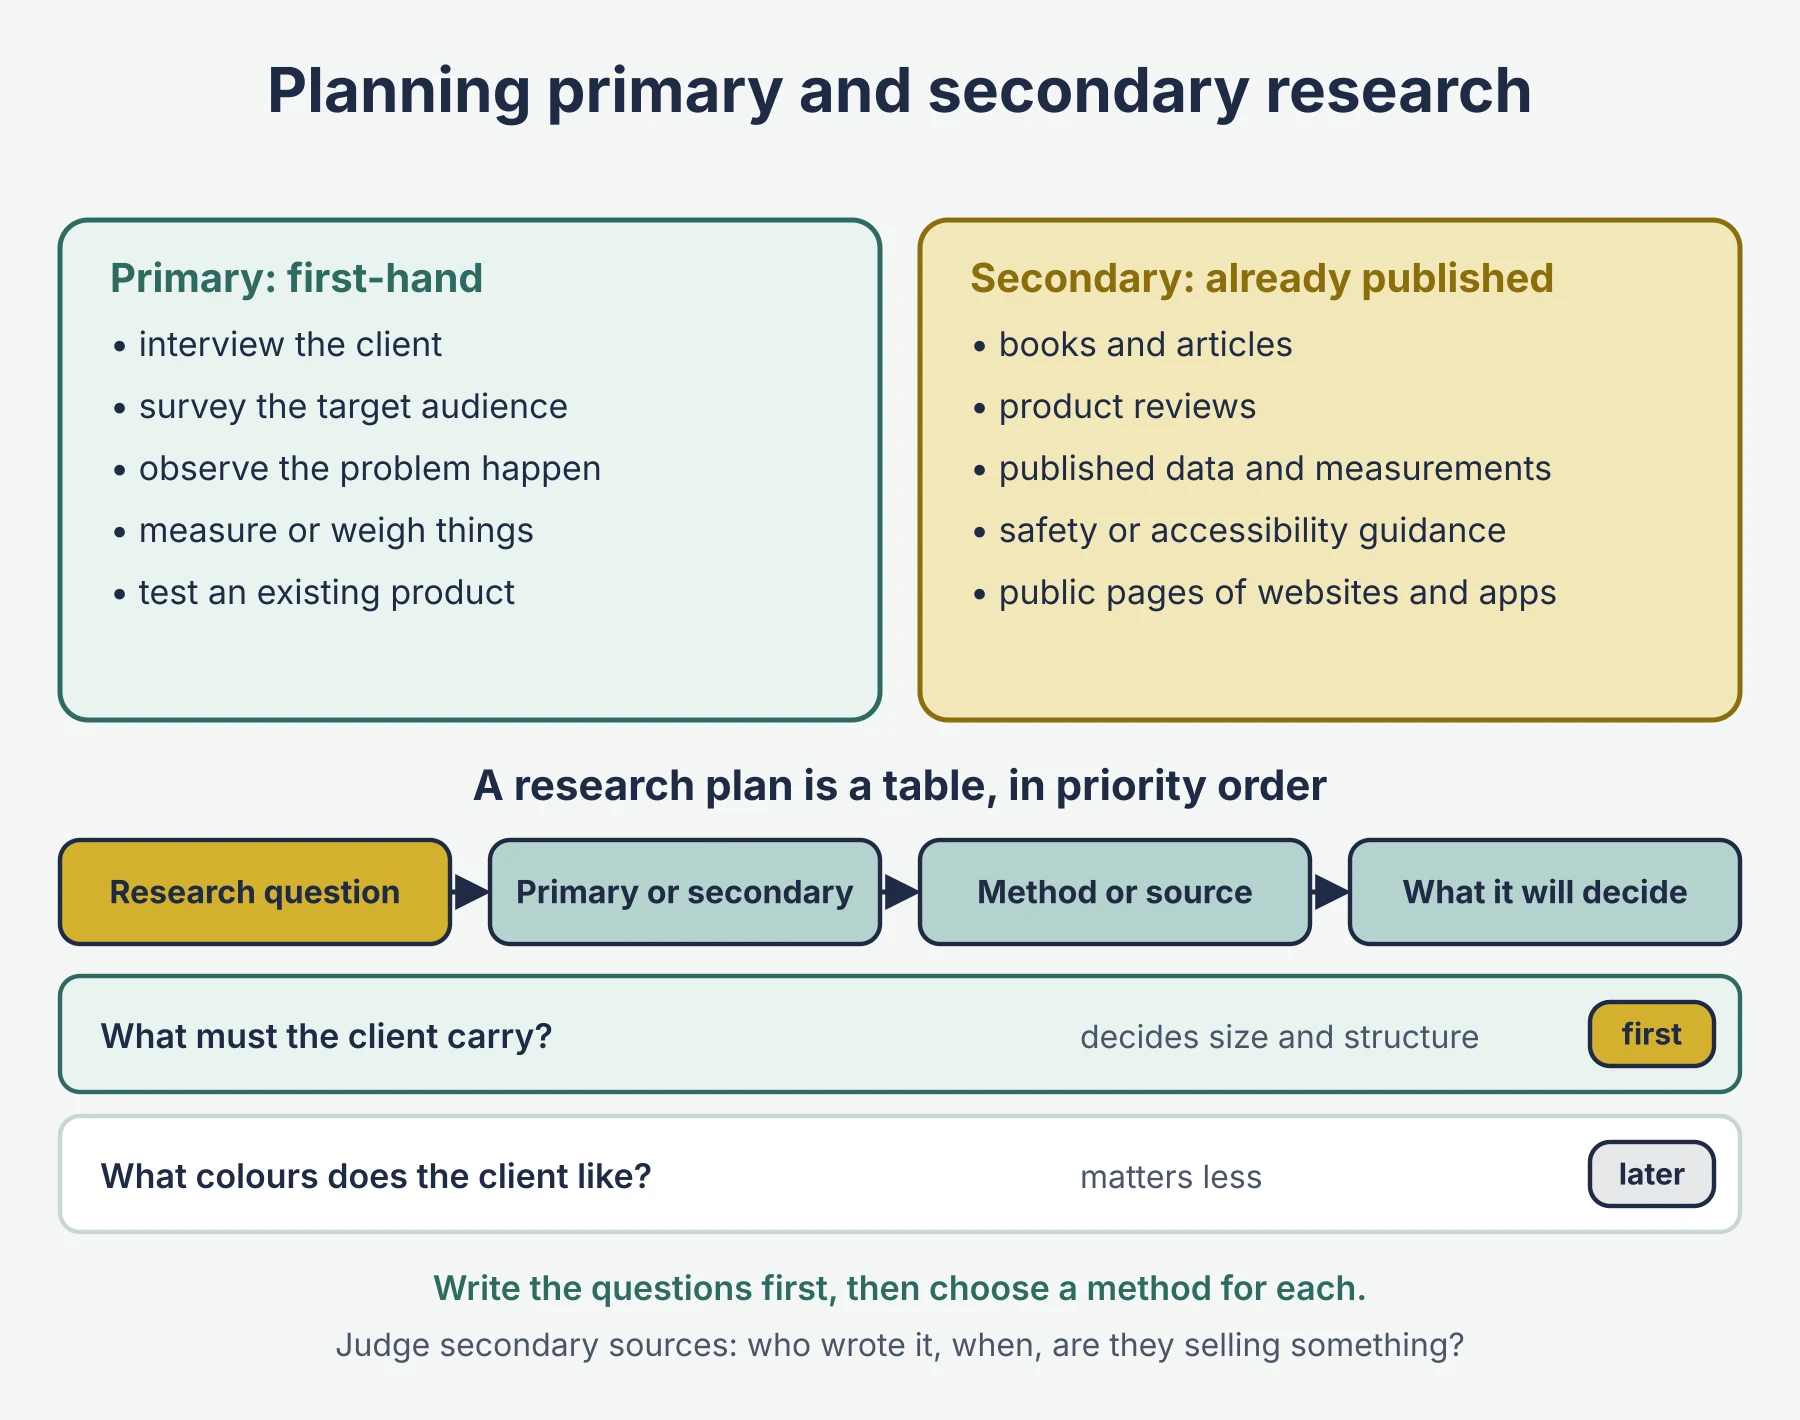 Planning primary and secondary research
Primary: first-hand
• interview the client
• survey the target audience
• observe the problem happen
• measure or weigh things
• test an existing product
Secondary: already published
• books and articles
• product reviews
• published data and measurements
• safety or accessibility guidance
• public pages of websites and apps
A research plan is a table, in priority order
Research question
Primary or secondary
Method or source
What it will decide
What must the client carry?
decides size and structure
first
What colours does the client like?
matters less
later
Write the questions first, then choose a method for each.
Judge secondary sources: who wrote it, when, are they selling something?